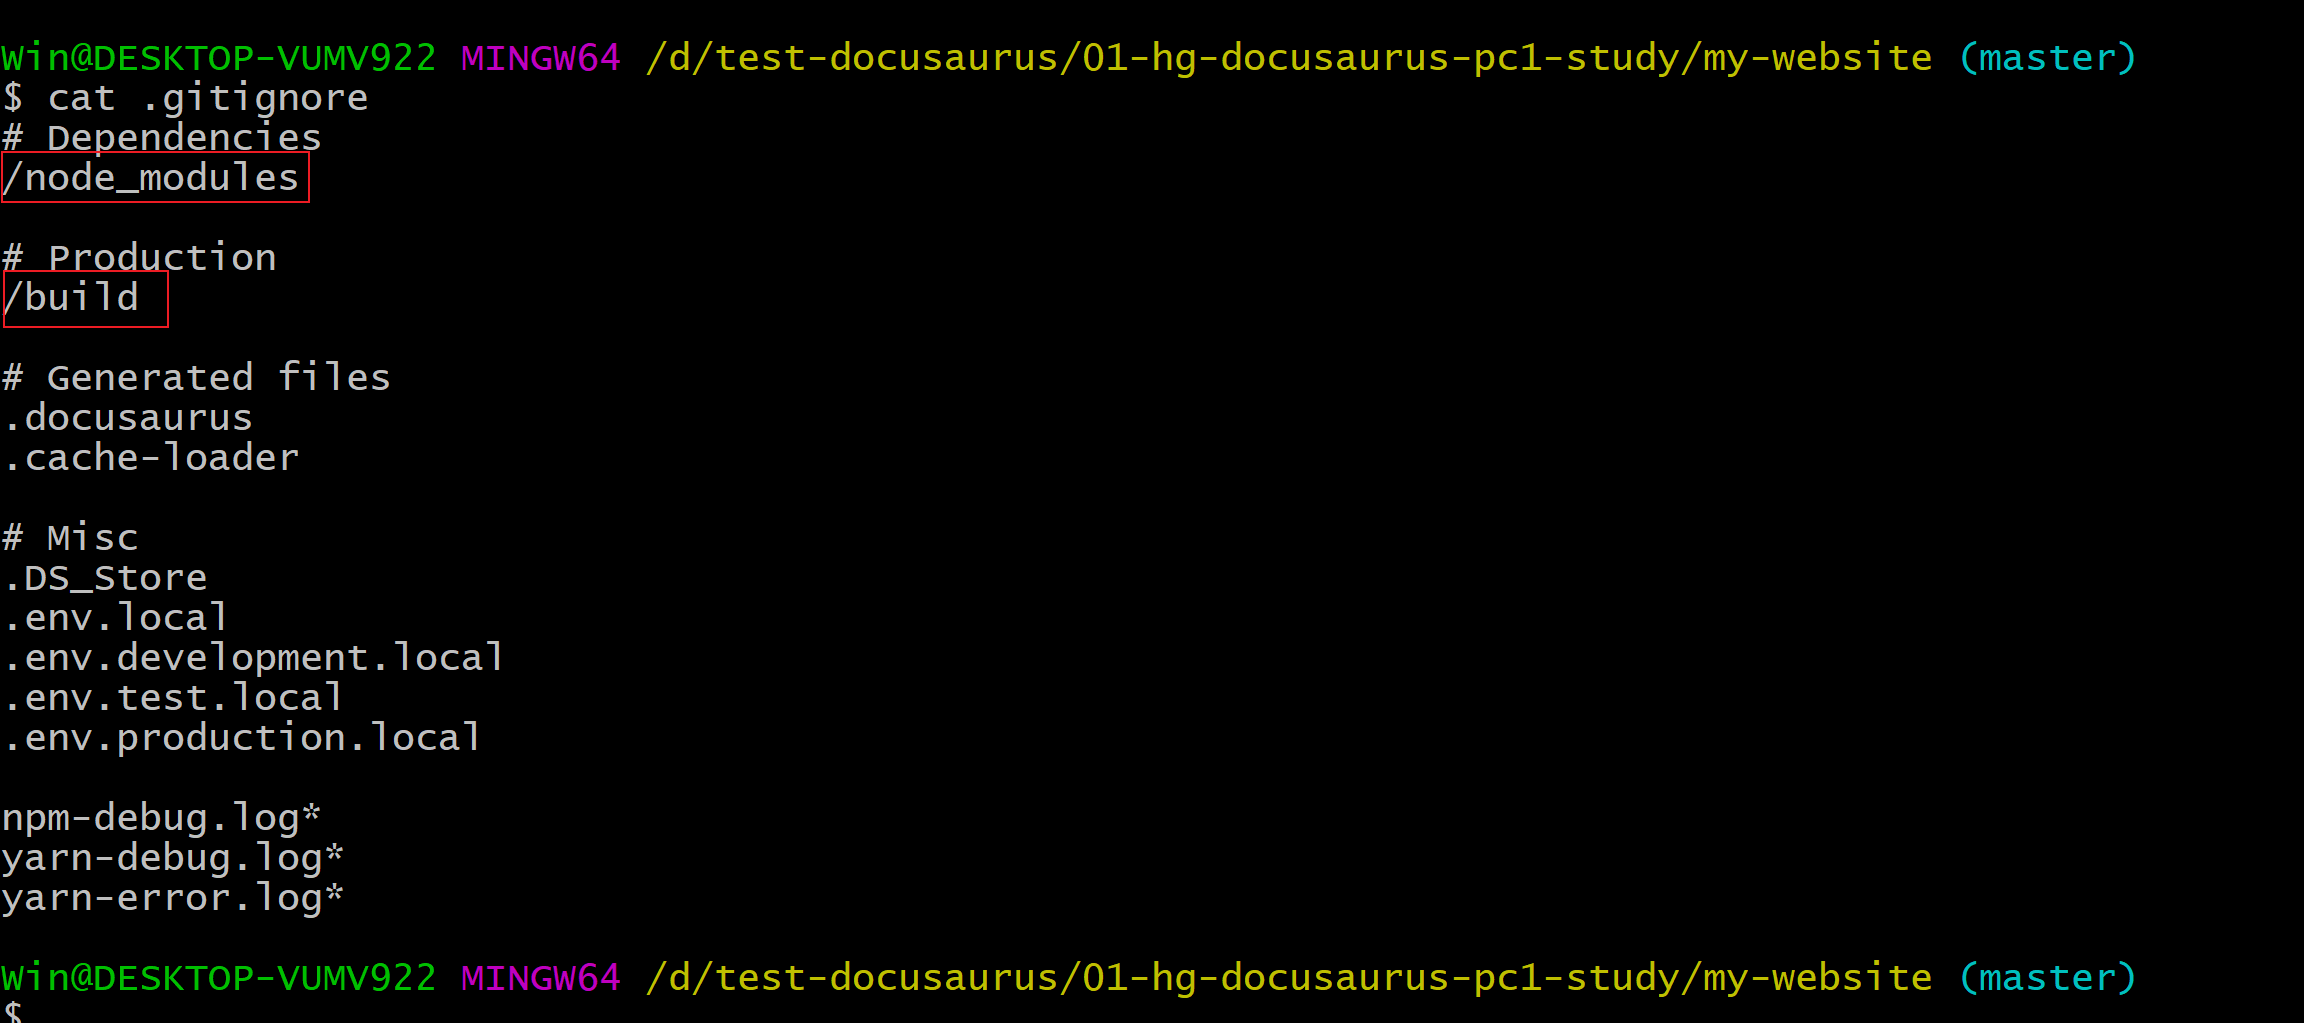 Win@DESKTOP-VUMV922 MINGW64 /d/test-docusaurus/01-hg-docusaurus-pc1-study/my-website (master)
$ cat .gitignore
# Dependencies
/node_modules
# Production
/build
# Generated files
.docusaurus
.cache-loader
# Misc
.DS_Store
.env.local
.env.development.local
.env.test.local
.env.production.local
npm-debug.log*
yarn-debug.log*
yarn-error.log*
Win@DESKTOP-VUMV922 MINGW64 /d/test-docusaurus/01-hg-docusaurus-pc1-study/my-website (master)
$